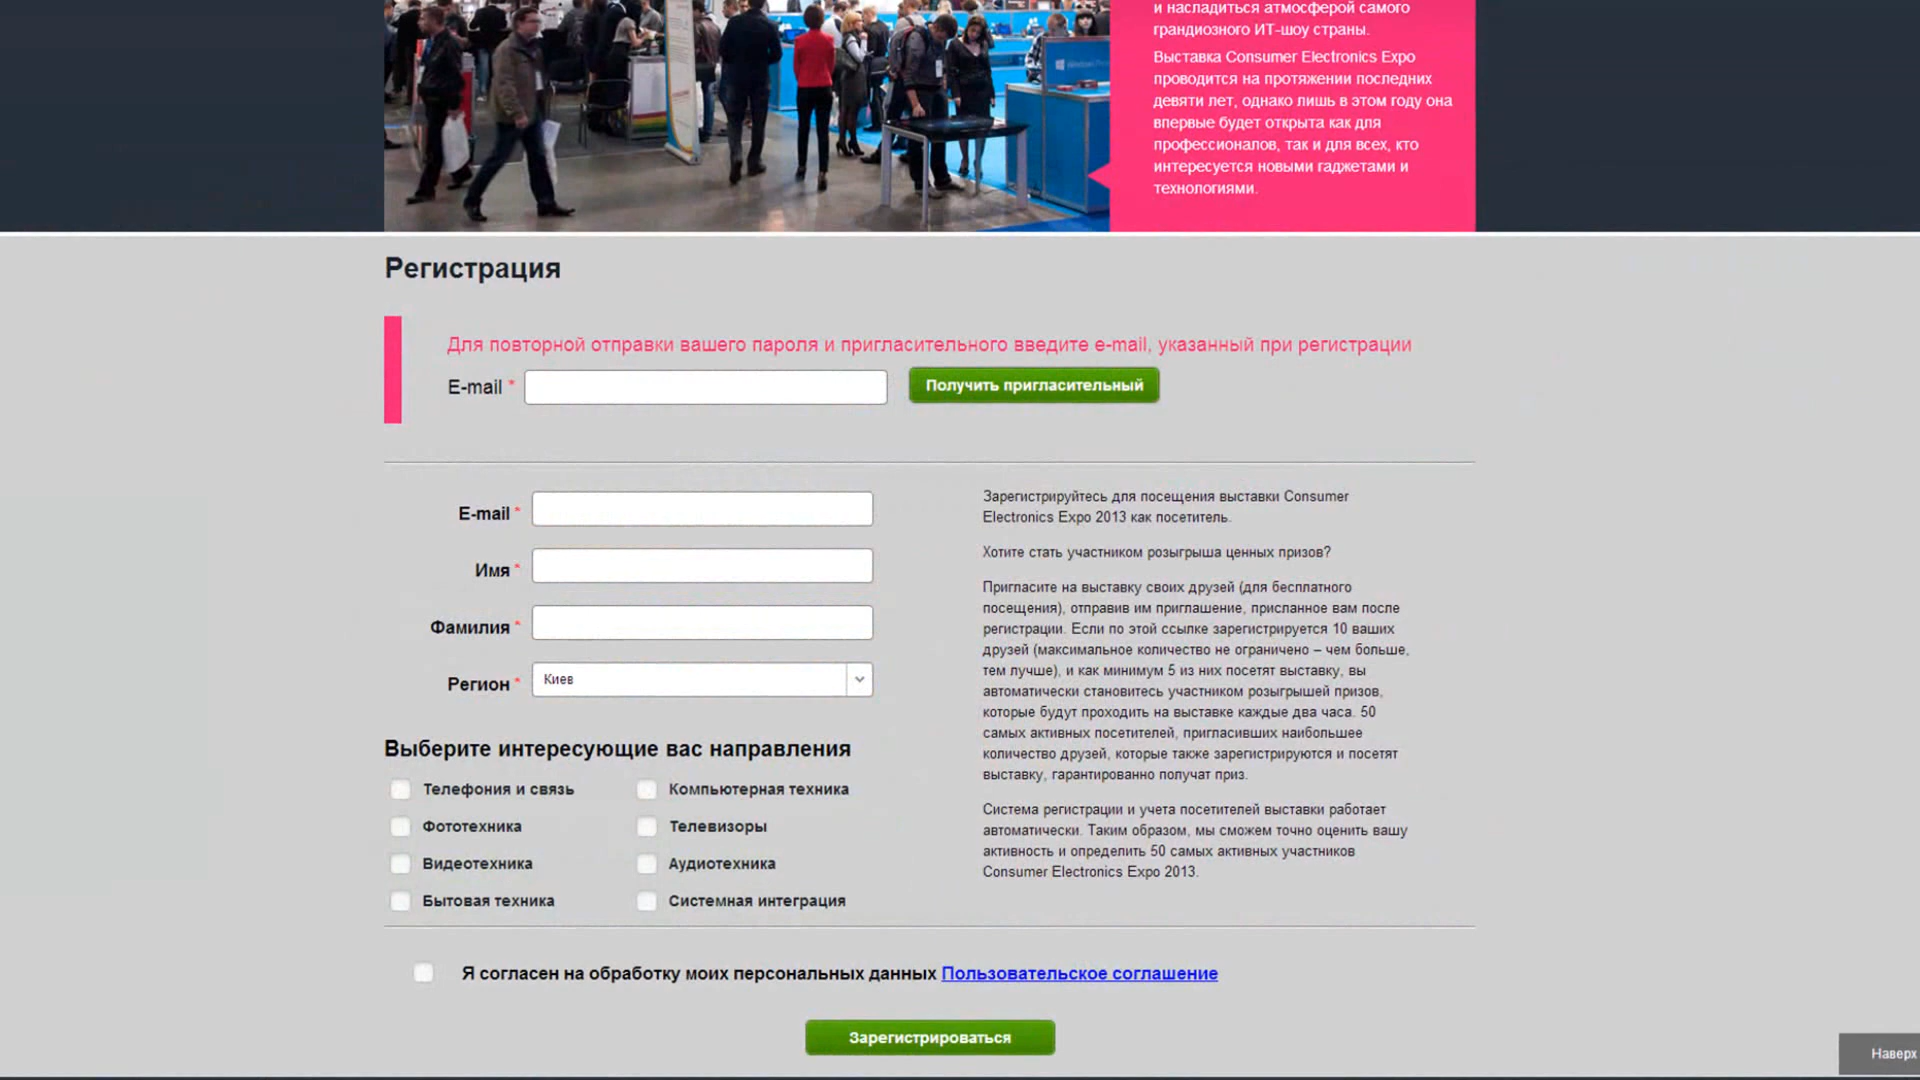 и насладиться атмосферой самого
грандиозного ИТ-шоу страны.
Выставка Consumer Electronics Expo
проводится на протяжении последних
девяти лет, однако лишь в этом году она
впервые будет открыта как для
профессионалов, так и для всех, кто
интересуется новыми гаджетами и
технологиями.
Регистрация
Для повторной отправки вашего пароля и пригласительного введите e-mail, указанный при регистрации
E-mail *
Получить пригласительный
E-mail *
Имя *
Фамилия *
Регион *
Киев
Выберите интересующие вас направления
Телефония и связь
Компьютерная техника
Фототехника
Телевизоры
Видеотехника
Аудиотехника
Бытовая техника
Системная интеграция
Зарегистрируйтесь для посещения выставки Consumer
Electronics Expo 2013 как посетитель.
Хотите стать участником розыгрыша ценных призов?
Пригласите на выставку своих друзей (для бесплатного
посещения), отправив им приглашение, присланное вам после
регистрации. Если по этой ссылке зарегистрируется 10 ваших
друзей (максимальное количество не ограничено – чем больше,
тем лучше), и как минимум 5 из них посетят выставку, вы
автоматически становитесь участником розыгрышей призов,
которые будут проходить на выставке каждые два часа. 50
самых активных посетителей, пригласивших наибольшее
количество друзей, которые также зарегистрируются и посетят
выставку, гарантированно получат приз.
Система регистрации и учета посетителей выставки работает
автоматически. Таким образом, мы сможем точно оценить вашу
активность и определить 50 самых активных участников
Consumer Electronics Expo 2013.
Я согласен на обработку моих персональных данных Пользовательское соглашение
Зарегистрироваться
Наверх